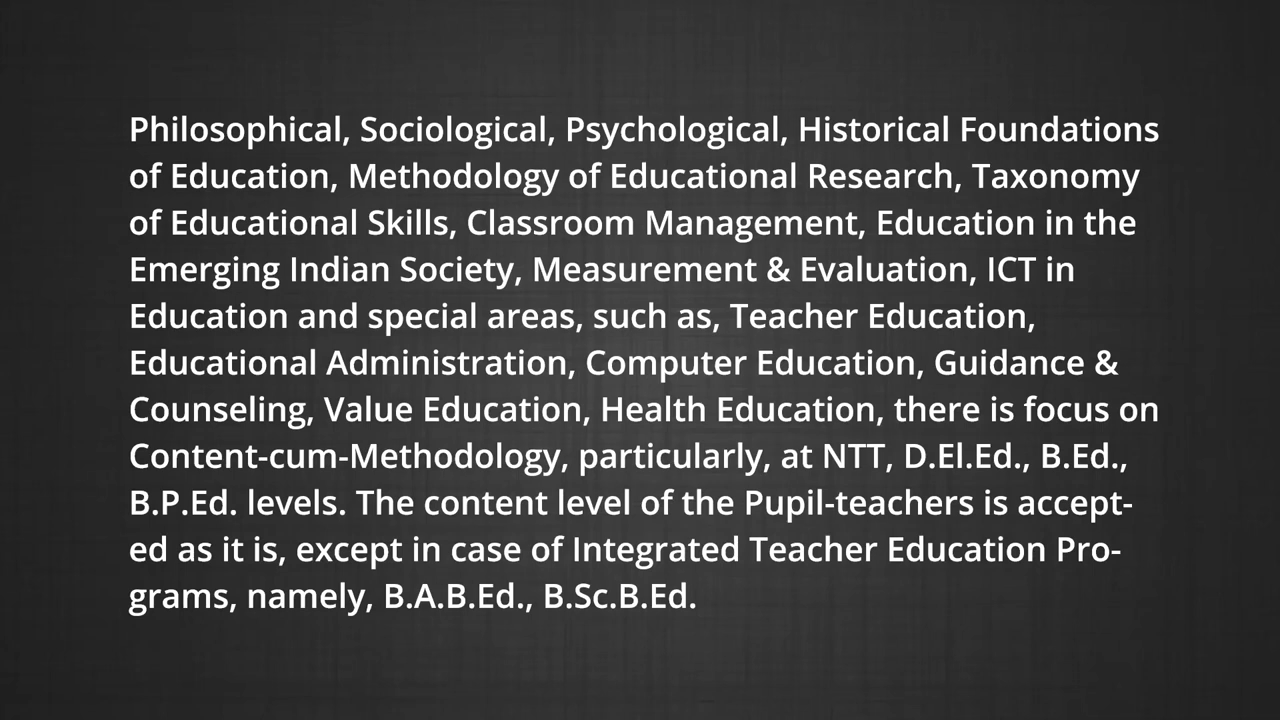 Philosophical, Sociological, Psychological, Historical Foundations
of Education, Methodology of Educational Research, Taxonomy
of Educational Skills, Classroom Management, Education in the
Emerging Indian Society, Measurement & Evaluation, ICT in
Education and special areas, such as, Teacher Education,
Educational Administration, Computer Education, Guidance &
Counseling, Value Education, Health Education, there is focus on
Content-cum-Methodology, particularly, at NTT, D.El.Ed., B.Ed.,
B.P.Ed. levels. The content level of the Pupil-teachers is accept-
ed as it is, except in case of Integrated Teacher Education Pro-
grams, namely, B.A.B.Ed., B.Sc.B.Ed.